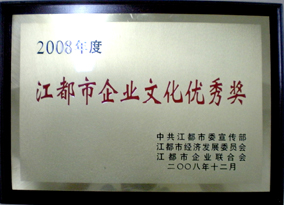 2008年度
江都市企业文化优秀奖
中共江都市委宣传部
江都市经济发展委员会
江都市企业联合会
二〇〇八年十二月